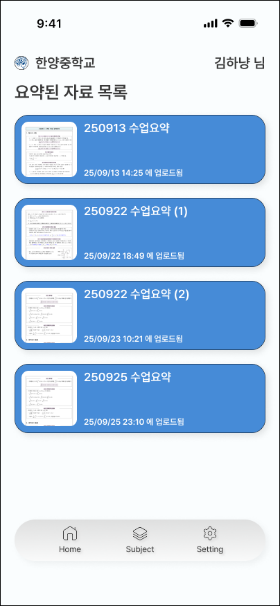 9:41
한양중학교
김하냥 님
요약된 자료 목록
250913 수업요약
25/09/13 14:25 에 업로드됨
250922 수업요약 (1)
25/09/22 18:49 에 업로드됨
250922 수업요약 (2)
25/09/23 10:21 에 업로드됨
250925 수업요약
25/09/25 23:10 에 업로드됨
Home
Subject
Setting